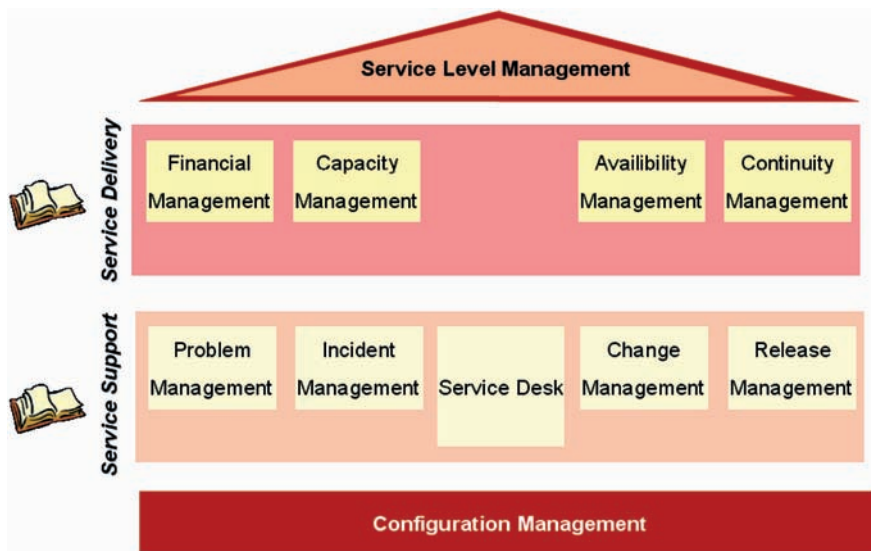 Service Level Management
Service Delivery
Financial
Management
Capacity
Management
Availibility
Management
Continuity
Management
Service Support
Problem
Management
Incident
Management
Service Desk
Change
Management
Release
Management
Configuration Management